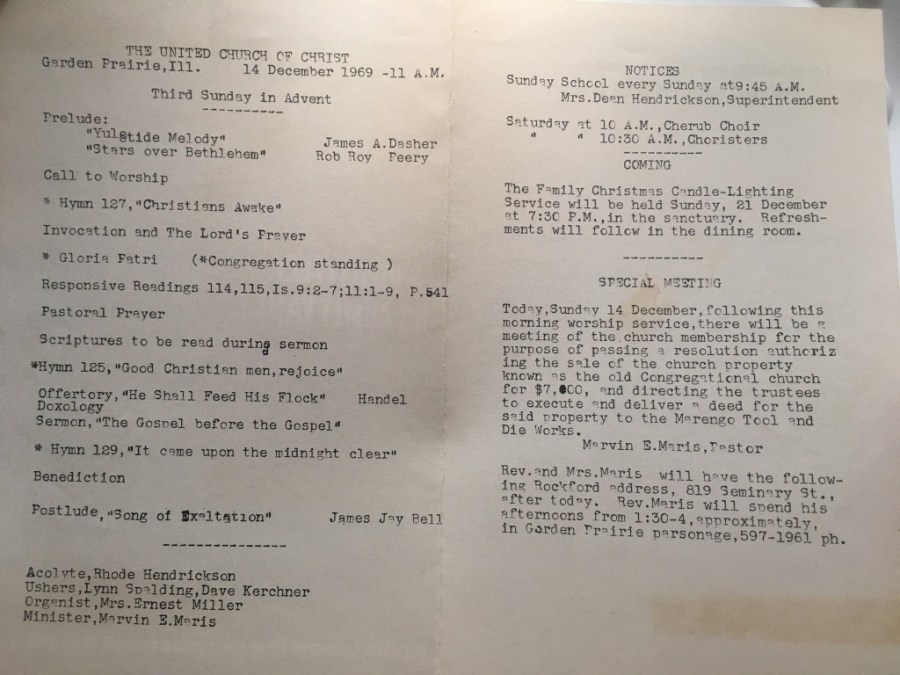 THE UNITED CHURCH OF CHRIST
Garden Prairie,Ill. 14 December 1969 -11 A.M.
Third Sunday in Advent
----------
Prelude:
"Yuletide Melody" James A.Dasher
"Stars over Bethlehem" Rob Roy Peery
Call to Worship
* Hymn 127,"Christians Awake"
Invocation and The Lord's Prayer
* Gloria Patri (*Congregation standing )
Responsive Readings 114,115,Is.9:2-7;11:1-9, P.541
Pastoral Prayer
Scriptures to be read during sermon
*Hymn 125,"Good Christian men,rejoice"
Offertory,"He Shall Feed His Flock" Handel
Doxology
Sermon,"The Gospel before the Gospel"
* Hymn 129,"It came upon the midnight clear"
Benediction
Postlude,"Song of Exaltation" James Jay Bell
--------------
Acolyte,Rhode Hendrickson
Ushers,Lynn Spalding,Dave Kerchner
Organist,Mrs.Ernest Miller
Minister,Marvin E.Maris
NOTICES
Sunday School every Sunday at9:45 A.M.
Mrs.Dean Hendrickson,Superintendent
Saturday at 10 A.M.,Cherub Choir
" " 10:30 A.M.,Choristers
----------
COMING
The Family Christmas Candle-Lighting
Service will be held Sunday, 21 December
at 7:30 P.M.,in the sanctuary. Refresh-
ments will follow in the dining room.
----------
SPECIAL MEETING
Today,Sunday 14 December,following this
morning worship service,there will be a
meeting of the church membership for the
purpose of passing a resolution authoriz
ing the sale of the church property
known as the old Congregational church
for $7,000, and directing the trustees
to execute and deliver a deed for the
said property to the Marengo Tool and
Die Works.
Marvin E.Maris,Pastor
Rev.and Mrs.Maris will have the follow-
ing Rockford address, 819 Seminary St.,
after today. Rev.Maris will spend his
afternoons from 1:30-4,approximately,
in Garden Prairie parsonage,597-1961 ph.